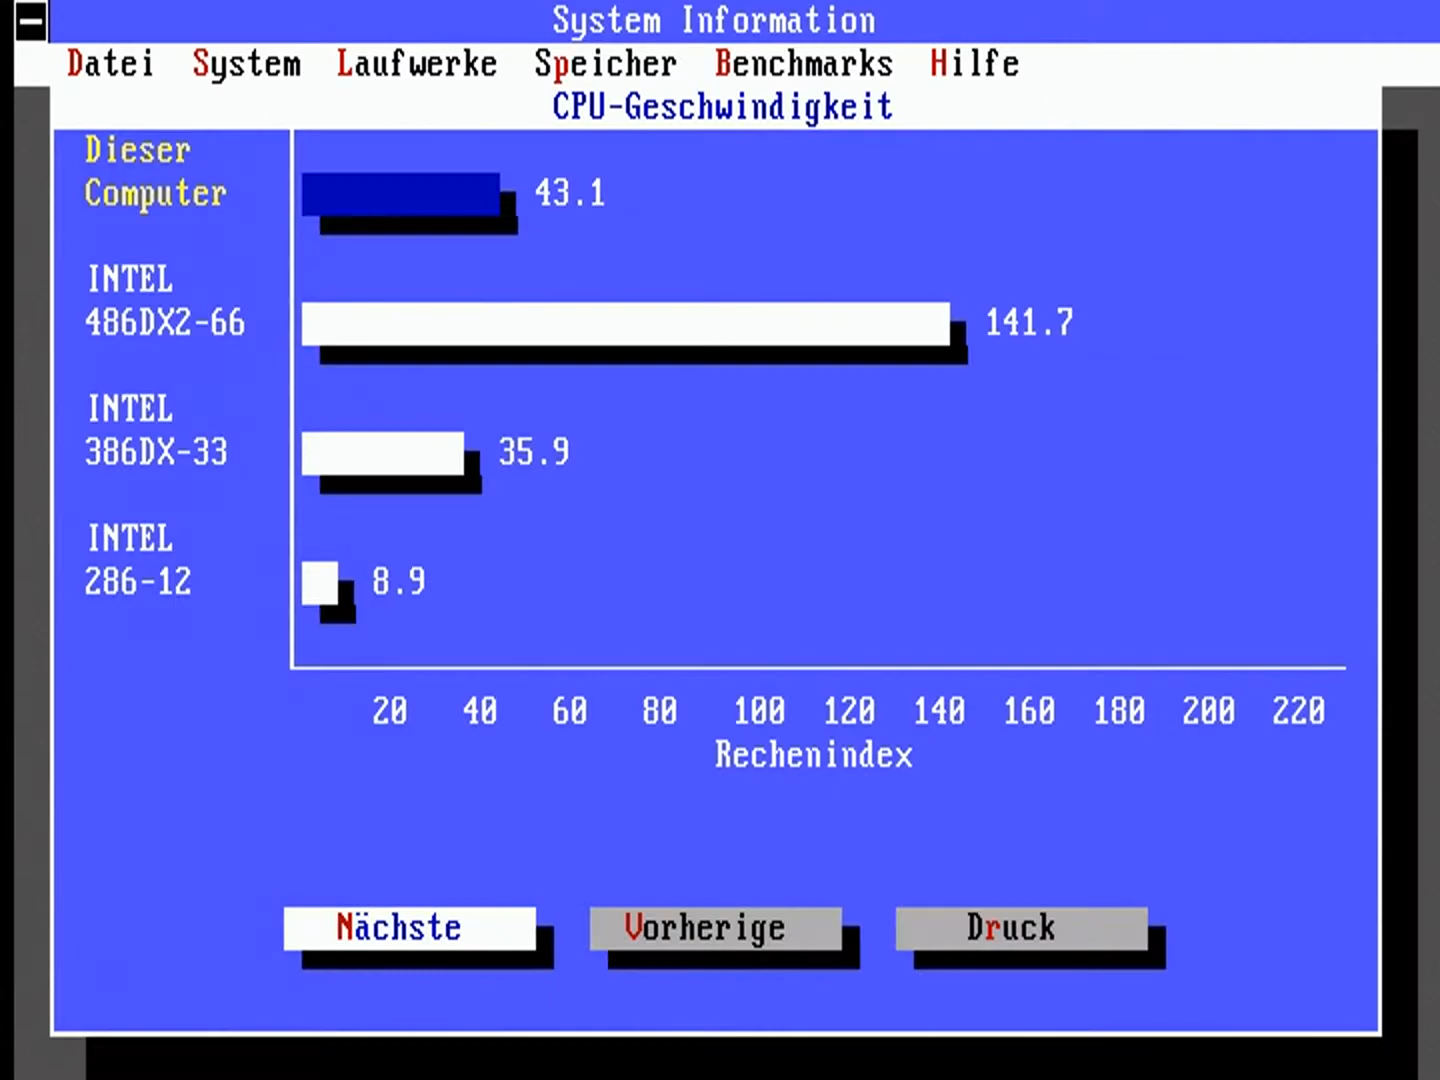 System Information
Datei System Laufwerke Speicher Benchmarks Hilfe
CPU-Geschwindigkeit
Dieser
Computer 43.1
INTEL
486DX2-66 141.7
INTEL
386DX-33 35.9
INTEL
286-12 8.9
20 40 60 80 100 120 140 160 180 200 220
Rechenindex
Nächste Vorherige Druck